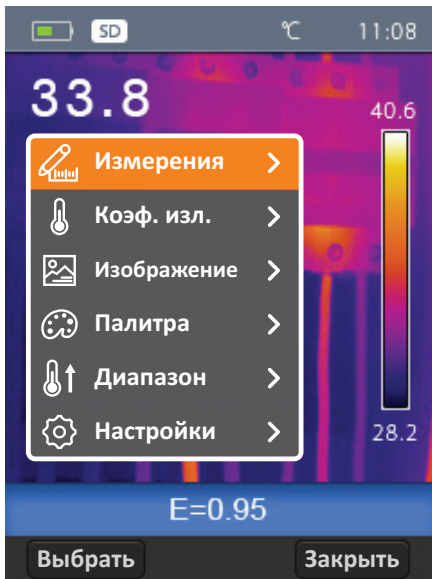 SD °C 11:08
33.8
40.6
Измерения
Коэф. изл.
Изображение
Палитра
Диапазон
Настройки
28.2
E=0.95
Выбрать Закрыть